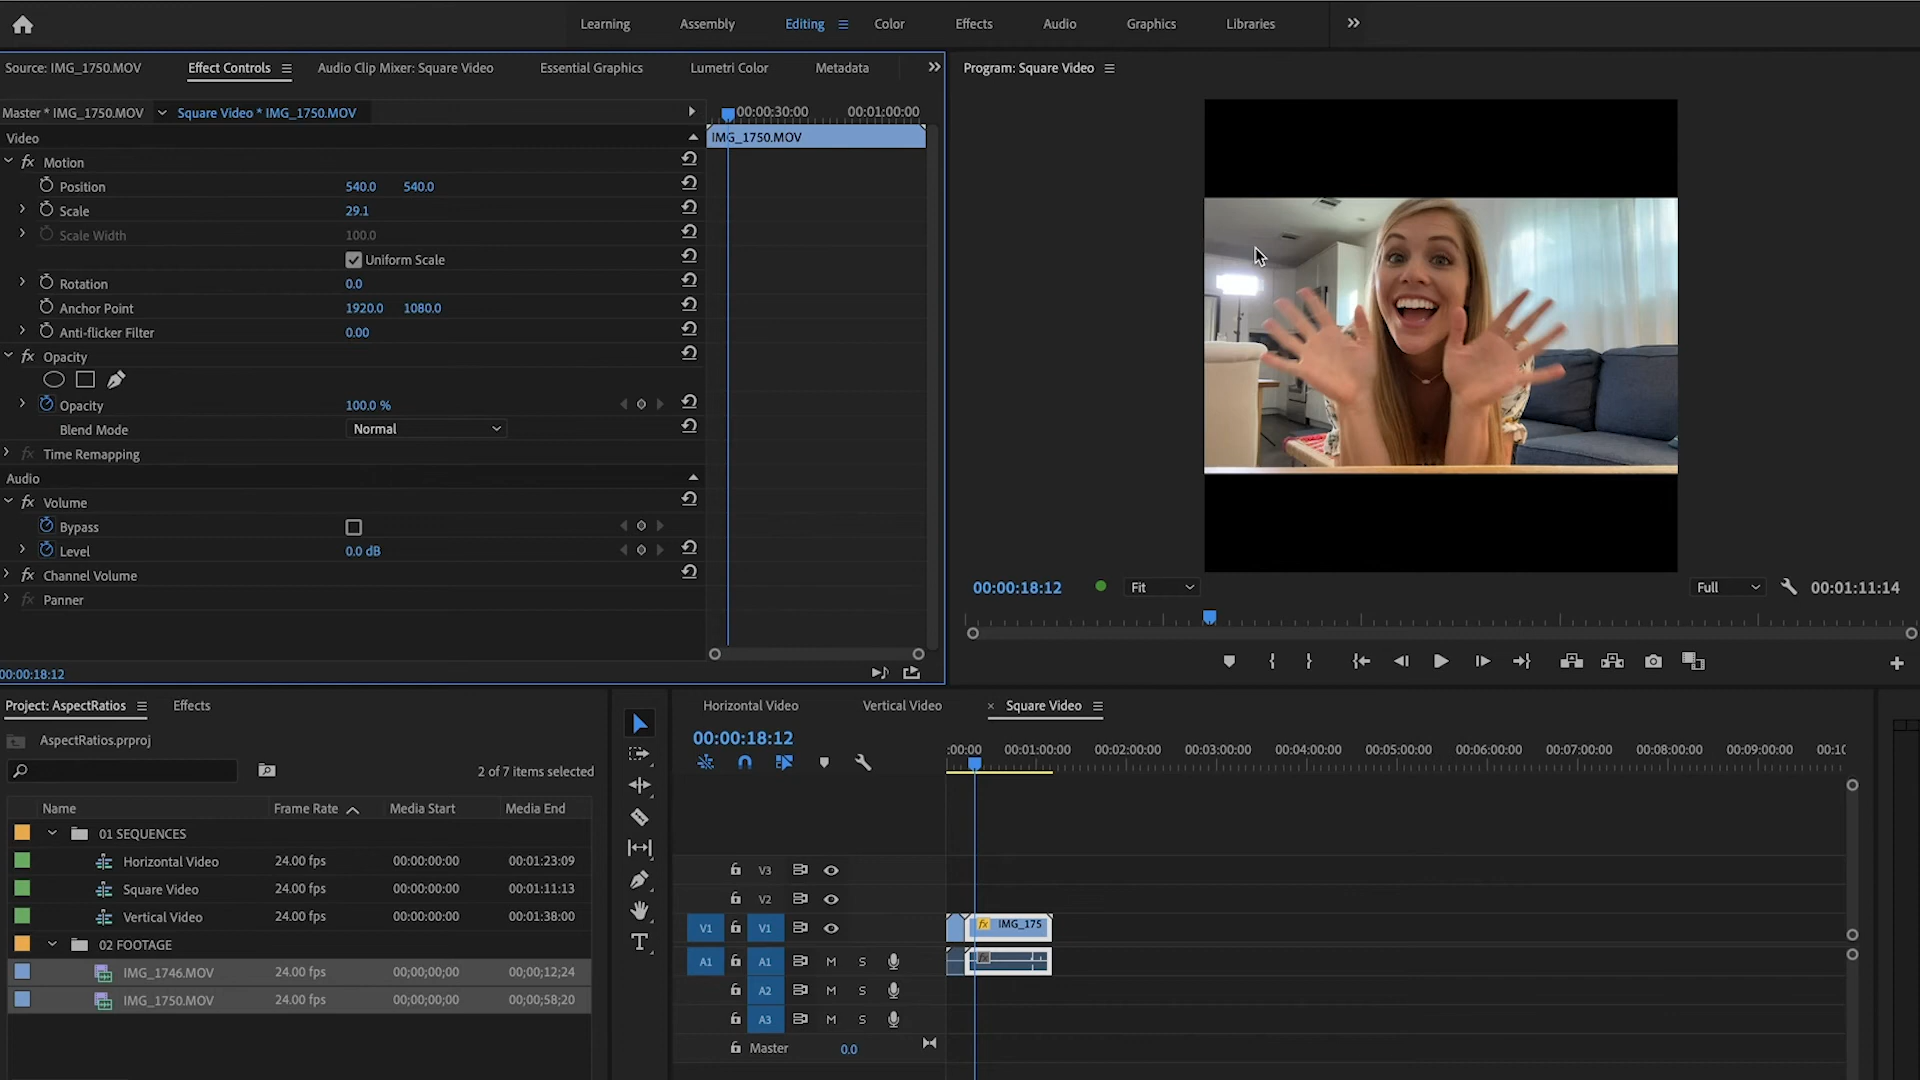 Learning Assembly Editing Color Effects Audio Graphics Libraries
Source: IMG_1750.MOV Effect Controls Audio Clip Mixer: Square Video Essential Graphics Lumetri Color Metadata
Master * IMG_1750.MOV Square Video * IMG_1750.MOV
00:00:30:00 00:01:00:00
Video
IMG_1750.MOV
fx Motion
Position 540.0 540.0
Scale 29.1
Scale Width 100.0
Uniform Scale
Rotation 0.0
Anchor Point 1920.0 1080.0
Anti-flicker Filter 0.00
fx Opacity
Opacity 100.0 %
Blend Mode Normal
fx Time Remapping
Audio
fx Volume
Bypass
Level 0.0 dB
fx Channel Volume
fx Panner
00:00:18:12
Program: Square Video
00:00:18:12 Fit Full 00:01:11:14
Project: AspectRatios Effects
AspectRatios.prproj
2 of 7 items selected
Name Frame Rate Media Start Media End
01 SEQUENCES
Horizontal Video 24.00 fps 00:00:00:00 00:01:23:09
Square Video 24.00 fps 00:00:00:00 00:01:11:13
Vertical Video 24.00 fps 00:00:00:00 00:01:38:00
02 FOOTAGE
IMG_1746.MOV 24.00 fps 00;00;00;00 00;00;12;24
IMG_1750.MOV 24.00 fps 00;00;00;00 00;00;58;20
Horizontal Video Vertical Video × Square Video
00:00:18:12
:00:00 00:01:00:00 00:02:00:00 00:03:00:00 00:04:00:00 00:05:00:00 00:06:00:00 00:07:00:00 00:08:00:00 00:09:00:00 00:10
V3
V2
V1 V1 fx IMG_175
A1 A1 M S fx
A2 M S
A3 M S
Master 0.0